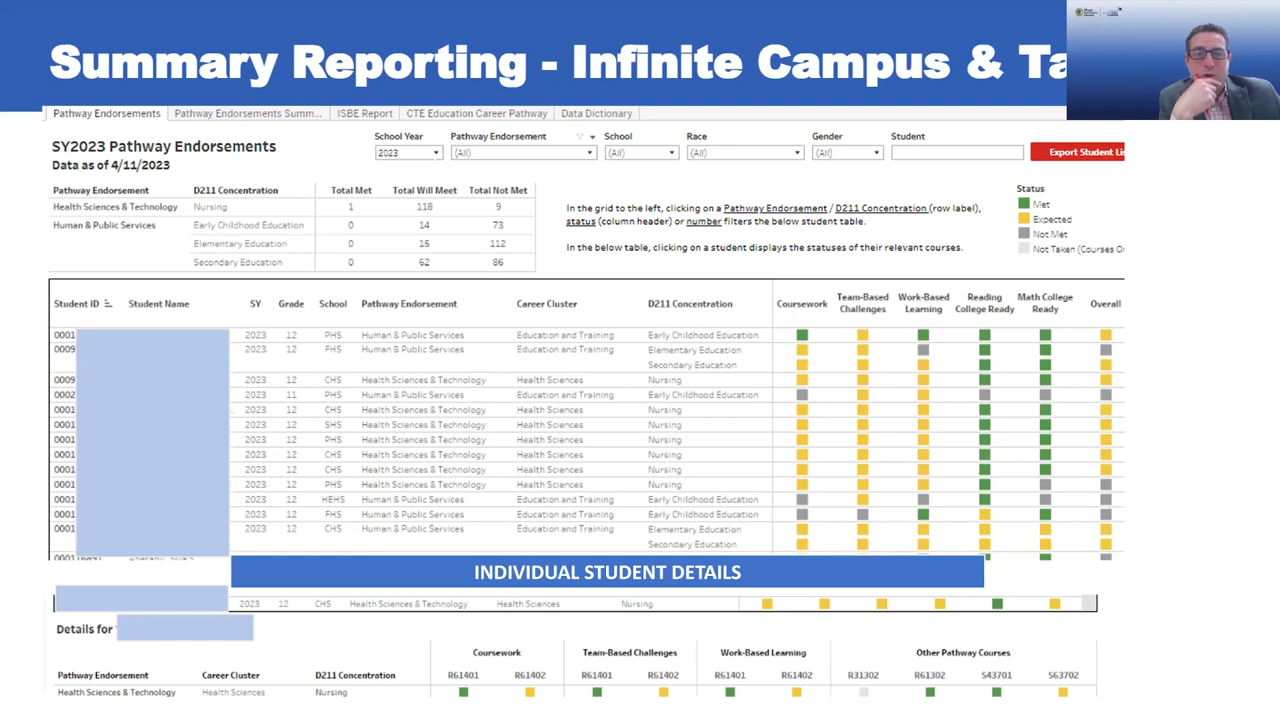 Summary Reporting - Infinite Campus & Ta
Pathway Endorsements Pathway Endorsements Summ... ISBE Report CTE Education Career Pathway Data Dictionary
SY2023 Pathway Endorsements
Data as of 4/11/2023
School Year Pathway Endorsement School Race Gender Student
2023 (All) (All) (All) (All)
Export Student Lis
Pathway Endorsement D211 Concentration Total Met Total Will Meet Total Not Met
Health Sciences & Technology Nursing 1 118 9
Human & Public Services Early Childhood Education 0 14 73
Elementary Education 0 15 112
Secondary Education 0 62 86
In the grid to the left, clicking on a Pathway Endorsement / D211 Concentration (row label),
status (column header) or number filters the below student table.
In the below table, clicking on a student displays the statuses of their relevant courses.
Status
Met
Expected
Not Met
Not Taken (Courses On
Student ID Student Name SY Grade School Pathway Endorsement Career Cluster D211 Concentration Coursework Team-Based Challenges Work-Based Learning Reading College Ready Math College Ready Overall
0001 2023 12 PHS Human & Public Services Education and Training Early Childhood Education
0009 2023 12 FHS Human & Public Services Education and Training Elementary Education
Secondary Education
0009 2023 12 CHS Health Sciences & Technology Health Sciences Nursing
0002 2023 11 PHS Human & Public Services Education and Training Early Childhood Education
0001 2023 12 CHS Health Sciences & Technology Health Sciences Nursing
0001 2023 12 SHS Health Sciences & Technology Health Sciences Nursing
0001 2023 12 PHS Health Sciences & Technology Health Sciences Nursing
0001 2023 12 CHS Health Sciences & Technology Health Sciences Nursing
0001 2023 12 CHS Health Sciences & Technology Health Sciences Nursing
0001 2023 12 PHS Health Sciences & Technology Health Sciences Nursing
0001 2023 12 HEHS Human & Public Services Education and Training Early Childhood Education
0001 2023 12 FHS Human & Public Services Education and Training Early Childhood Education
0001 2023 12 CHS Human & Public Services Education and Training Elementary Education
Secondary Education
INDIVIDUAL STUDENT DETAILS
2023 12 CHS Health Sciences & Technology Health Sciences Nursing
Details for
Coursework Team-Based Challenges Work-Based Learning Other Pathway Courses
Pathway Endorsement Career Cluster D211 Concentration R61401 R61402 R61401 R61402 R61401 R61402 R31302 R61302 S43701 S63702
Health Sciences & Technology Health Sciences Nursing